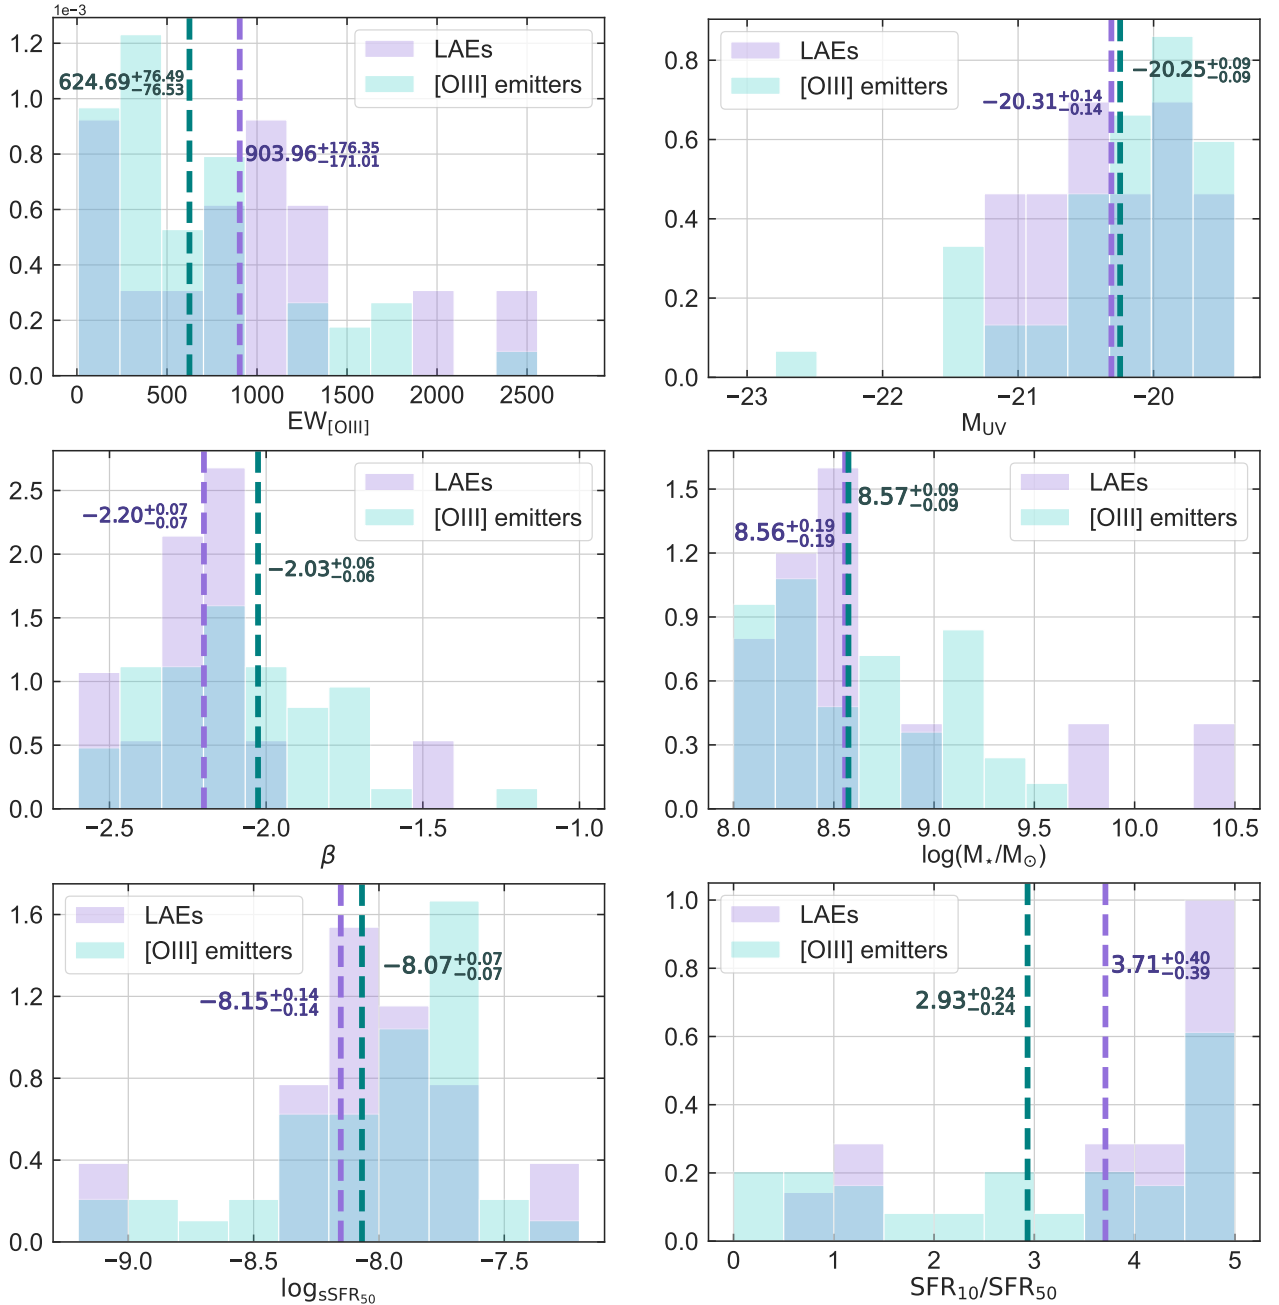 1e−3
1.2
1.0
0.8
0.6
0.4
0.2
0.0
LAEs
[OIII] emitters
624.69+76.49−76.53
903.96+176.35−171.01
0 500 1000 1500 2000 2500
EW[OIII]
0.8
0.6
0.4
0.2
0.0
LAEs
[OIII] emitters
−20.25+0.09−0.09
−20.31+0.14−0.14
−23 −22 −21 −20
MUV
2.5
2.0
1.5
1.0
0.5
0.0
LAEs
[OIII] emitters
−2.20+0.07−0.07
−2.03+0.06−0.06
−2.5 −2.0 −1.5 −1.0
β
1.5
1.2
0.9
0.6
0.3
0.0
LAEs
[OIII] emitters
8.57+0.09−0.09
8.56+0.19−0.19
8.0 8.5 9.0 9.5 10.0 10.5
log(M⋆/M⊙)
1.6
1.2
0.8
0.4
0.0
LAEs
[OIII] emitters
−8.07+0.07−0.07
−8.15+0.14−0.14
−9.0 −8.5 −8.0 −7.5
logsSFR50
1.0
0.8
0.6
0.4
0.2
0.0
LAEs
[OIII] emitters
3.71+0.40−0.39
2.93+0.24−0.24
0 1 2 3 4 5
SFR10/SFR50